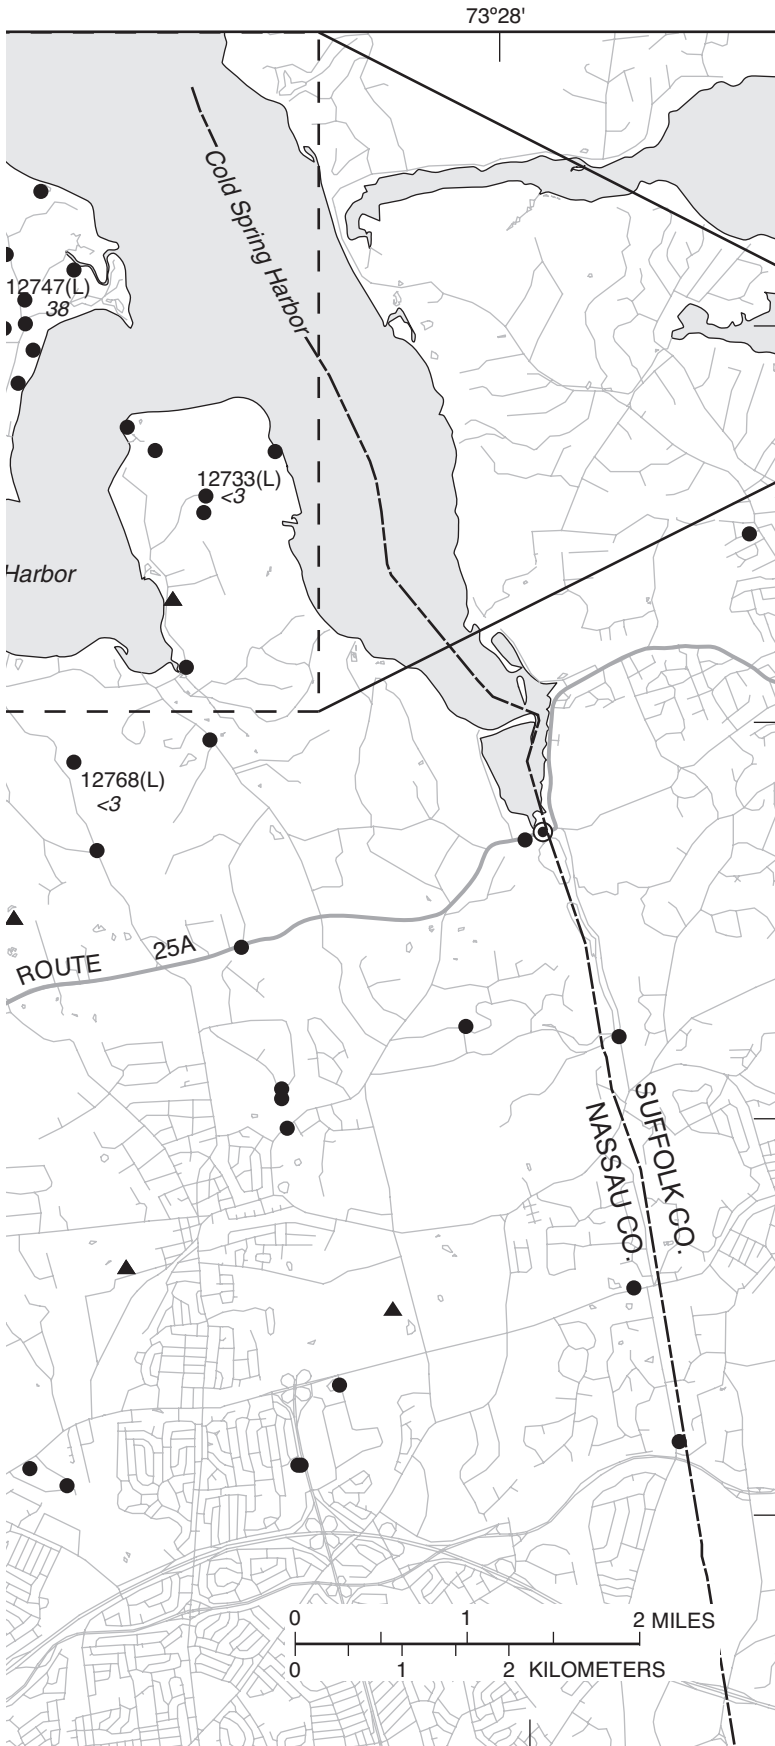 73°28'
Cold Spring Harbor
12747(L)
38
12733(L)
<3
Harbor
12768(L)
<3
ROUTE 25A
SUFFOLK CO.
NASSAU CO.
0 1 2 MILES
0 1 2 KILOMETERS